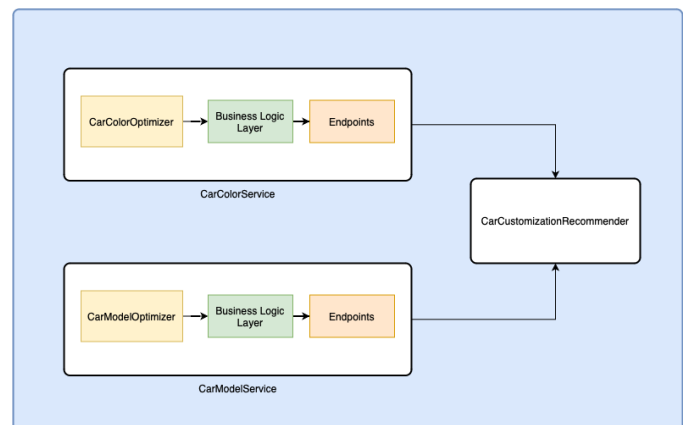 CarColorOptimizer
Business Logic
Layer
Endpoints
CarColorService
CarCustomizationRecommender
CarModelOptimizer
Business Logic
Layer
Endpoints
CarModelService